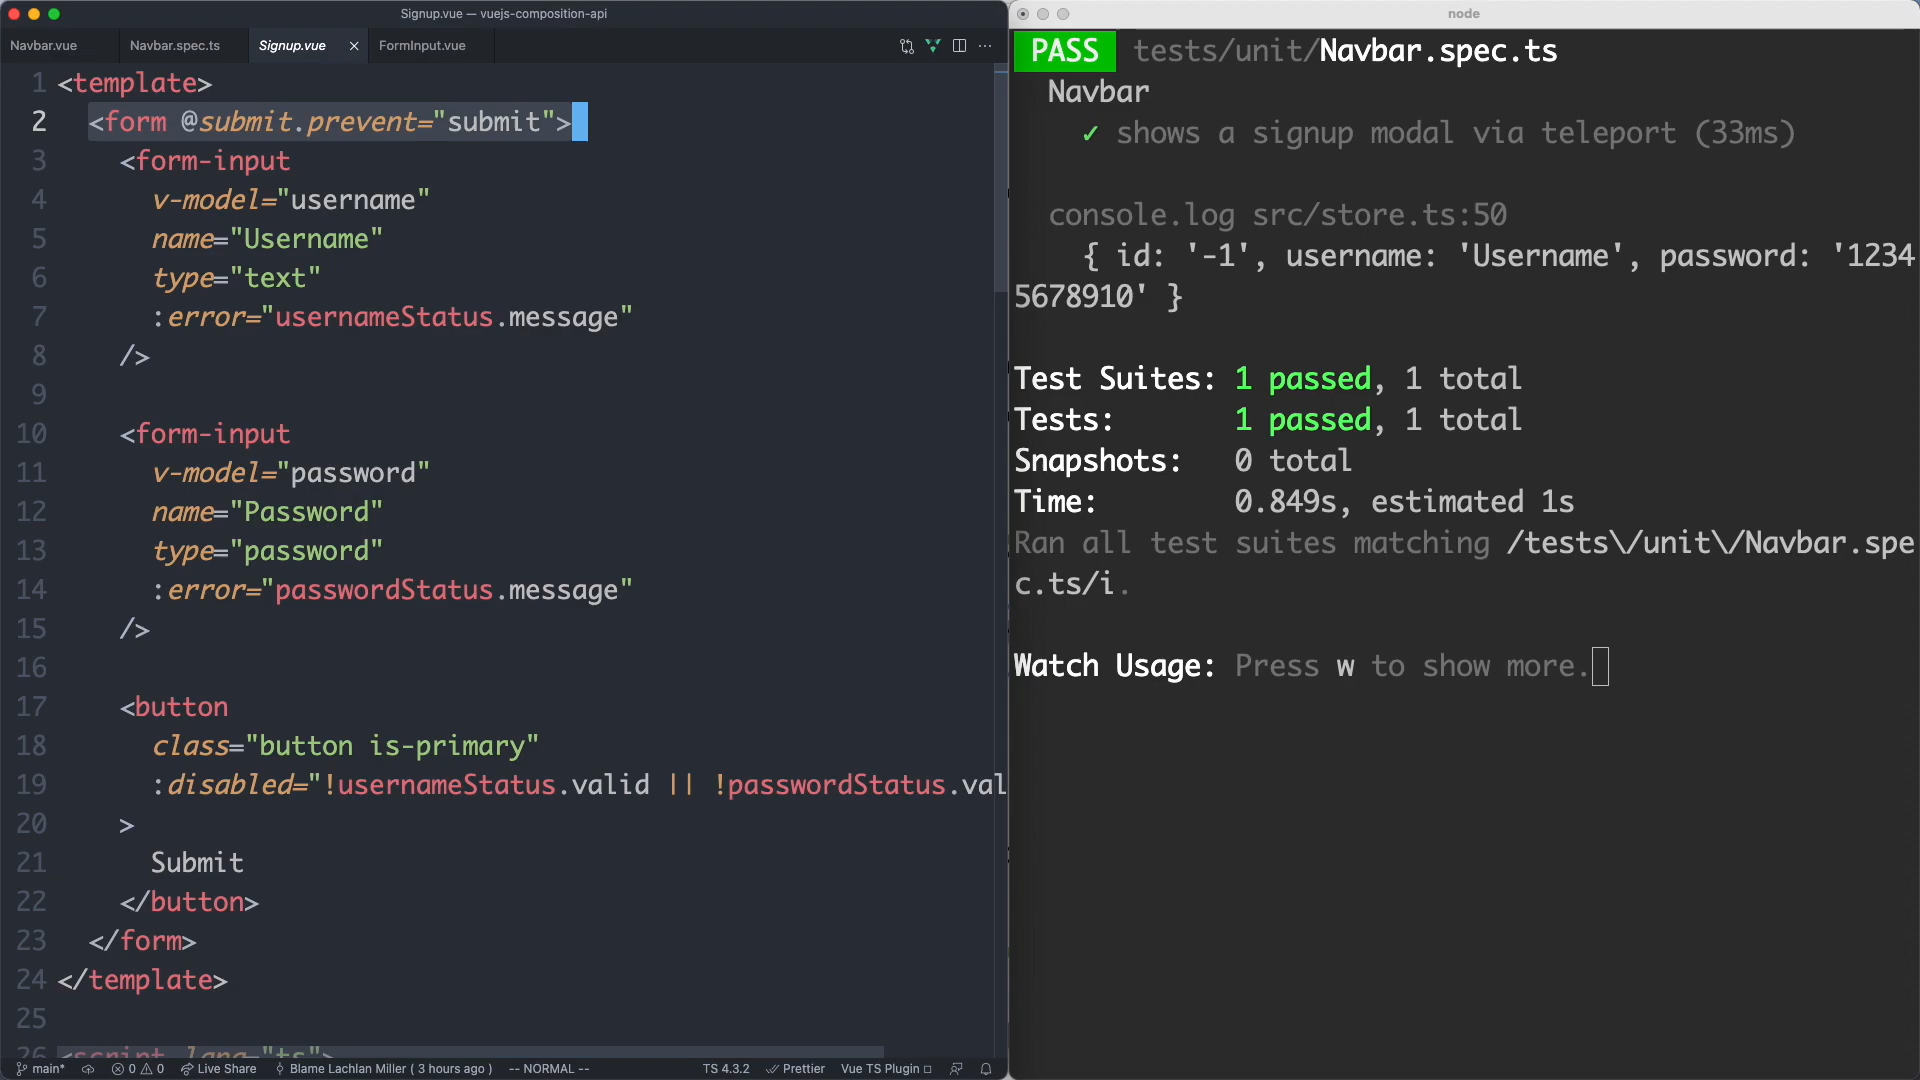 Signup.vue — vuejs-composition-api
Navbar.vue
Navbar.spec.ts
Signup.vue
FormInput.vue
1 <template>
2 <form @submit.prevent="submit">
3 <form-input
4 v-model="username"
5 name="Username"
6 type="text"
7 :error="usernameStatus.message"
8 />
9
10 <form-input
11 v-model="password"
12 name="Password"
13 type="password"
14 :error="passwordStatus.message"
15 />
16
17 <button
18 class="button is-primary"
19 :disabled="!usernameStatus.valid || !passwordStatus.val
20 >
21 Submit
22 </button>
23 </form>
24 </template>
25
26 <script lang="ts">
main* 0 0 Live Share Blame Lachlan Miller ( 3 hours ago ) -- NORMAL -- TS 4.3.2 Prettier Vue TS Plugin
node
PASS tests/unit/Navbar.spec.ts
Navbar
✓ shows a signup modal via teleport (33ms)
console.log src/store.ts:50
{ id: '-1', username: 'Username', password: '1234
5678910' }
Test Suites: 1 passed, 1 total
Tests: 1 passed, 1 total
Snapshots: 0 total
Time: 0.849s, estimated 1s
Ran all test suites matching /tests\/unit\/Navbar.spe
c.ts/i.
Watch Usage: Press w to show more.